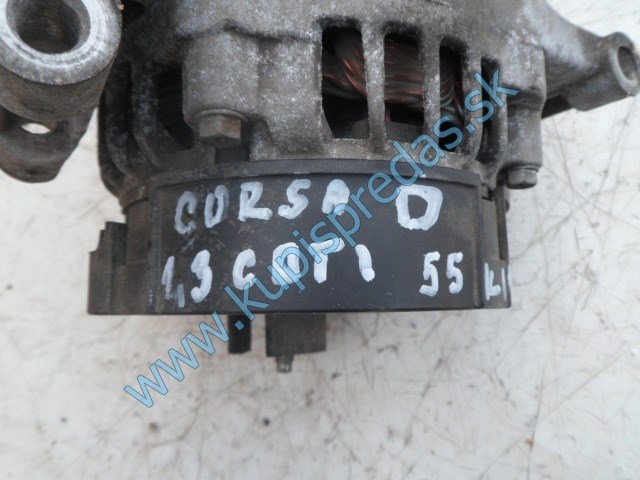 CORSA D
1,3 CDTI 55 KW
www.kupispredas.sk